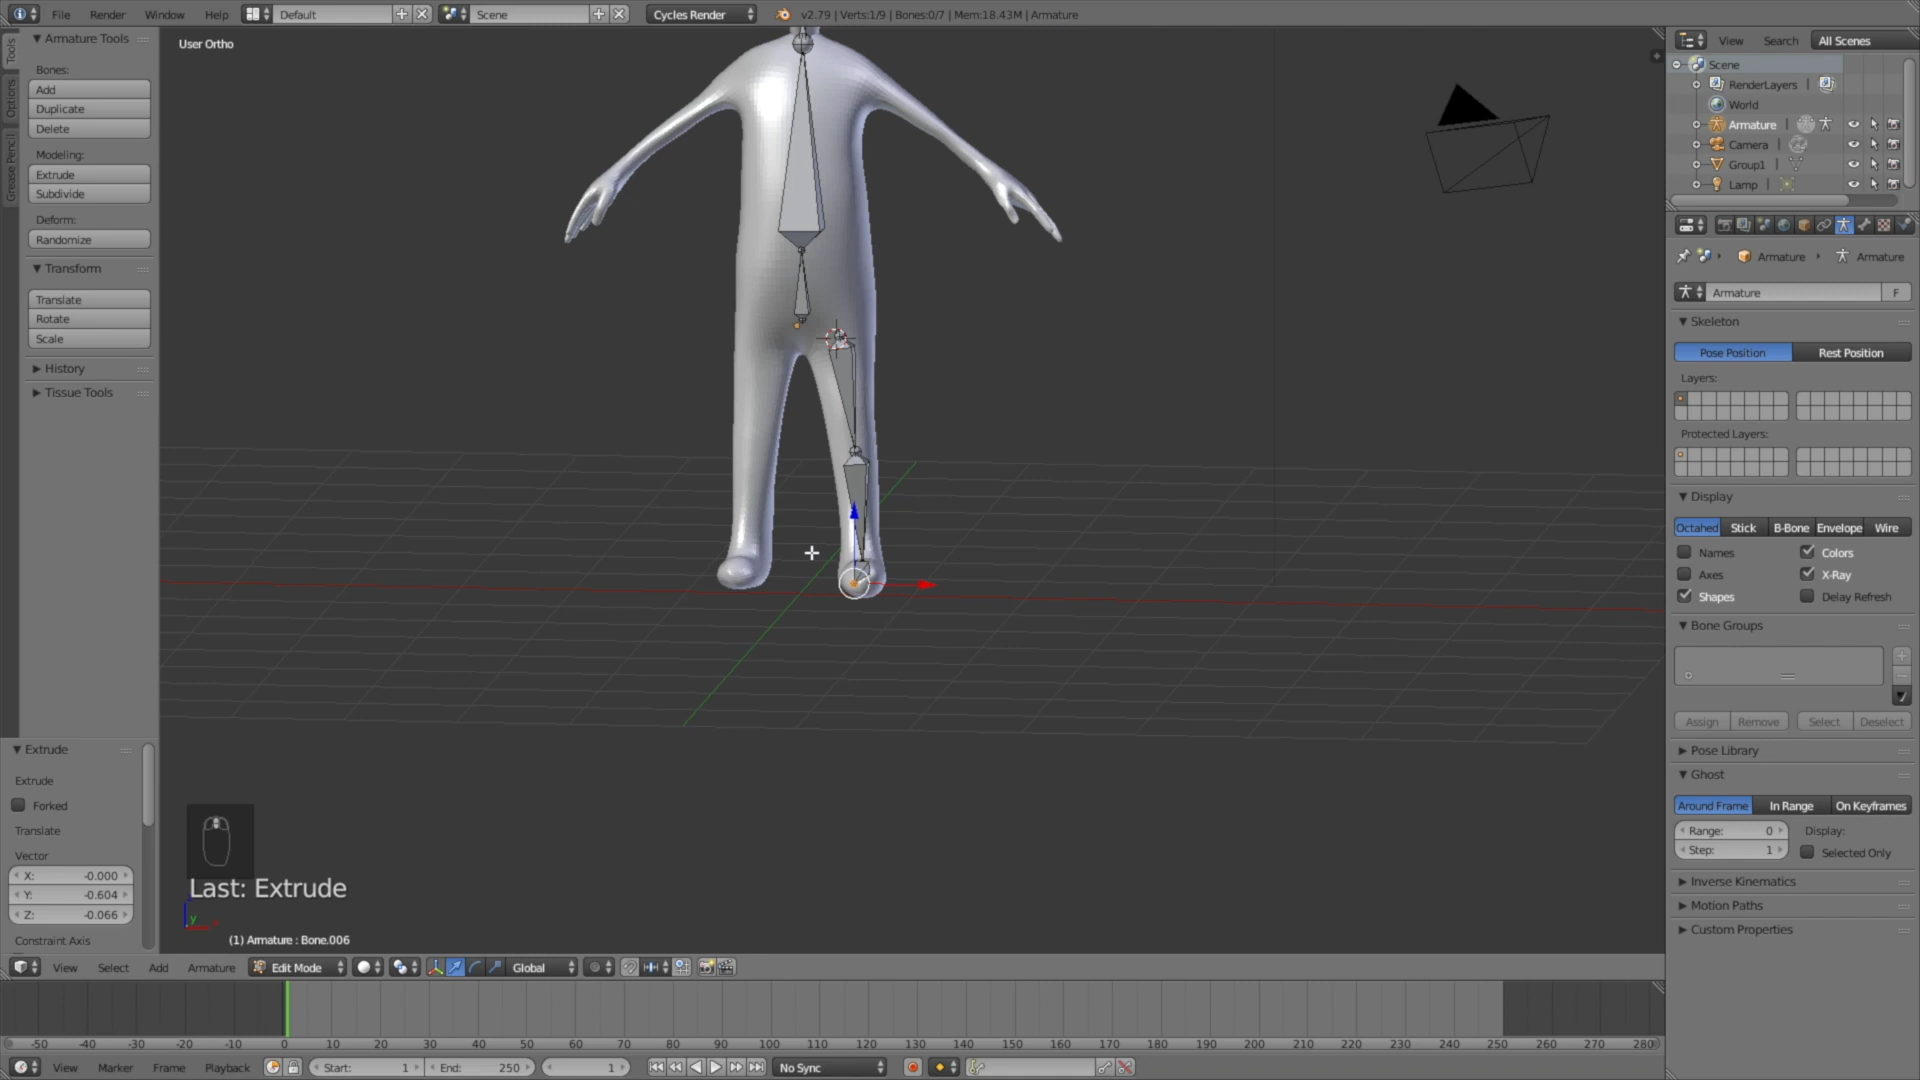 File Render Window Help Default Scene Cycles Render v2.79 | Verts:1/9 | Bones:0/7 | Mem:18.43M | Armature
View Search All Scenes
Tools
Options
Grease Pencil
Armature Tools
Bones:
Add
Duplicate
Delete
Modeling:
Extrude
Subdivide
Deform:
Randomize
Transform
Translate
Rotate
Scale
History
Tissue Tools
Extrude
Extrude
Forked
Translate
Vector
X: -0.000
Y: -0.604
Z: -0.066
Constraint Axis
User Ortho
Last: Extrude
y
(1) Armature : Bone.006
Scene
RenderLayers |
World
Armature |
Camera |
Group1 |
Lamp |
Armature Armature
Armature F
Skeleton
Pose Position Rest Position
Layers:
Protected Layers:
Display
Octahed Stick B-Bone Envelope Wire
Names Colors
Axes X-Ray
Shapes Delay Refresh
Bone Groups
Assign Remove Select Deselect
Pose Library
Ghost
Around Frame In Range On Keyframes
Range: 0 Display:
Step: 1 Selected Only
Inverse Kinematics
Motion Paths
Custom Properties
View Select Add Armature Edit Mode Global
-50 -40 -30 -20 -10 0 10 20 30 40 50 60 70 80 90 100 110 120 130 140 150 160 170 180 190 200 210 220 230 240 250 260 270 280
View Marker Frame Playback Start: 1 End: 250 1 No Sync